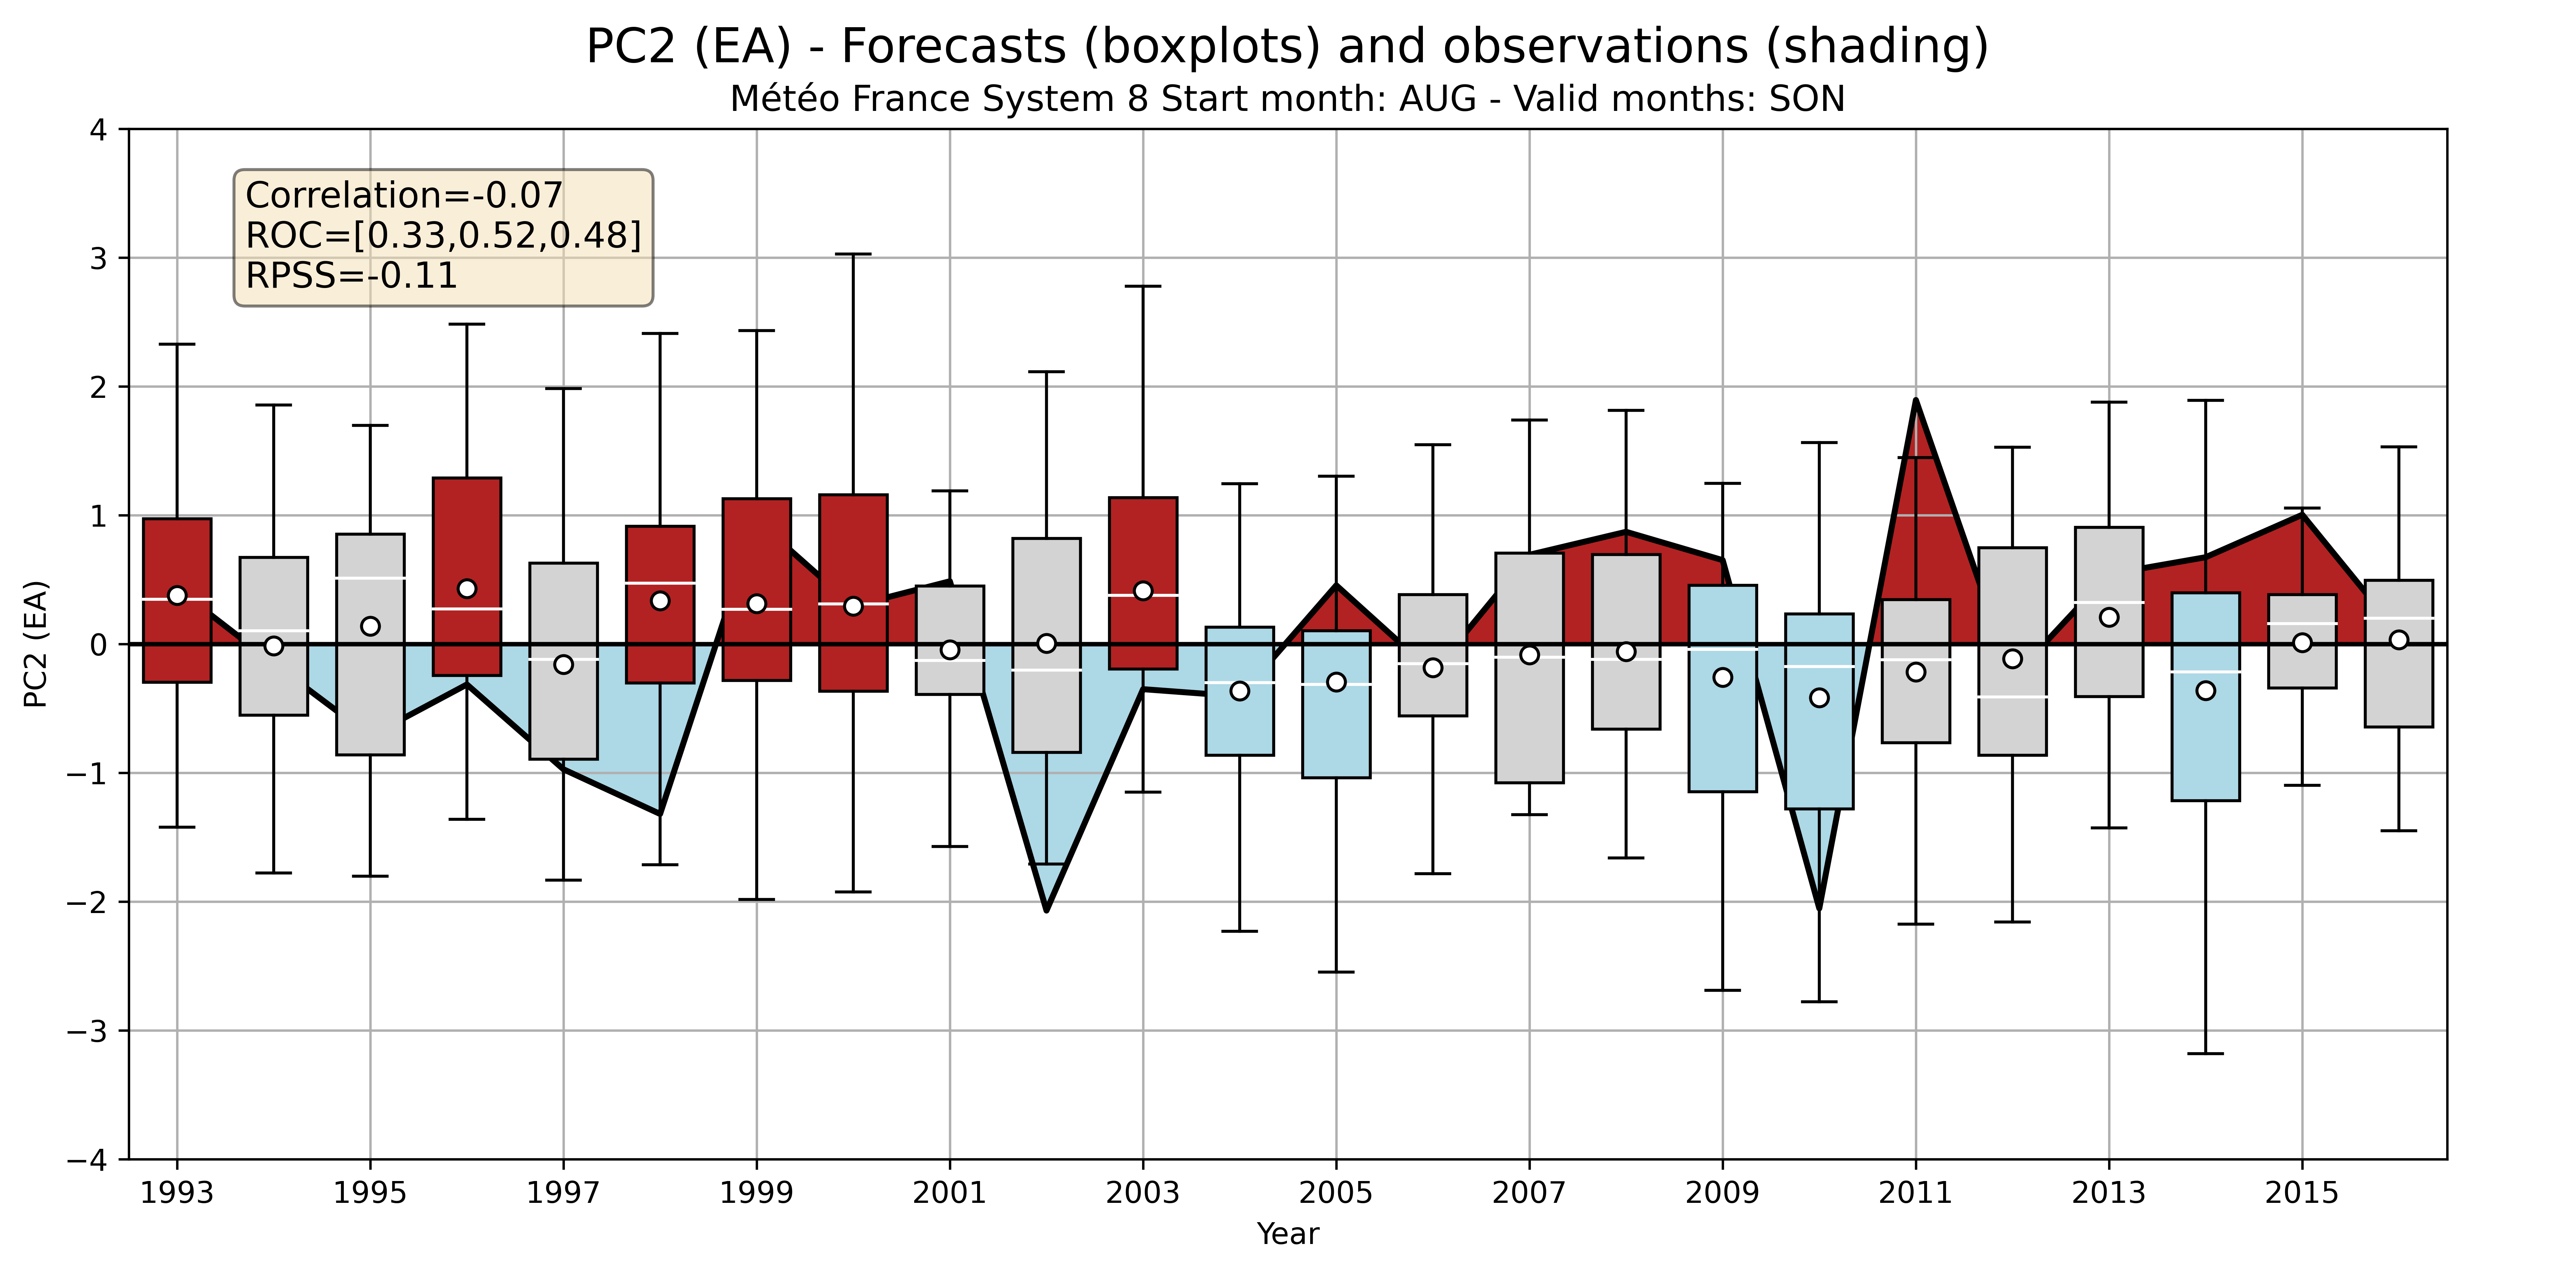 PC2 (EA) - Forecasts (boxplots) and observations (shading)
Météo France System 8 Start month: AUG - Valid months: SON
Correlation=-0.07
ROC=[0.33,0.52,0.48]
RPSS=-0.11
PC2 (EA)
4
3
2
1
0
−1
−2
−3
−4
1993 1995 1997 1999 2001 2003 2005 2007 2009 2011 2013 2015
Year